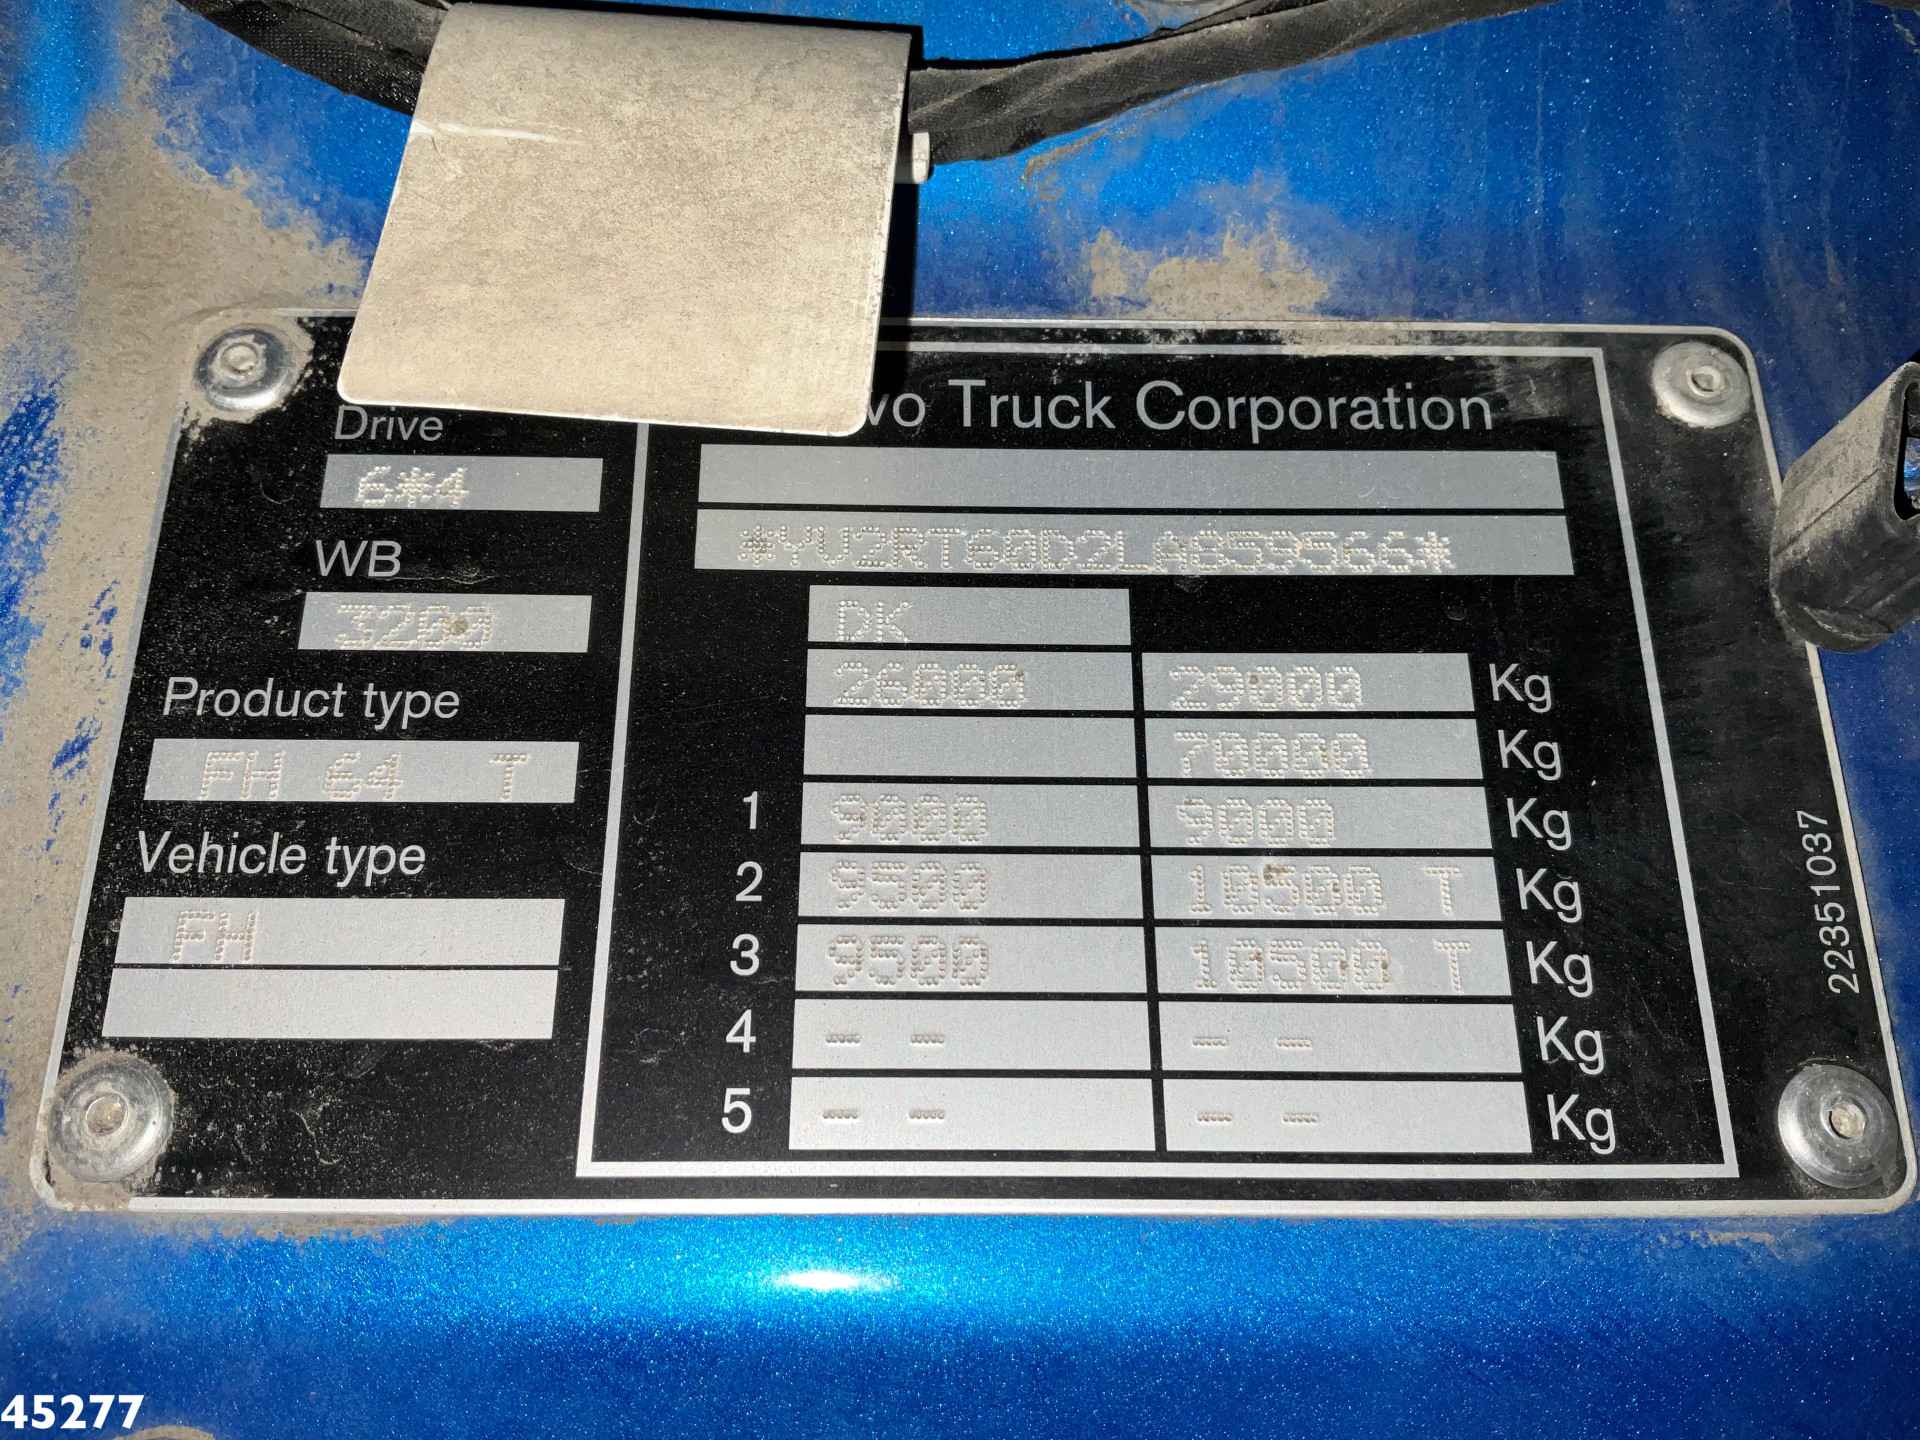 vo Truck Corporation
Drive
6*4
WB
3200
Product type
FH 64 T
Vehicle type
FH
*YV2RT60D2LA859566*
DK
26000 29000 Kg
70000 Kg
1 9000 9000 Kg
2 9500 10500 T Kg
3 9500 10500 T Kg
4 - - - - Kg
5 - - - - Kg
22351037
45277